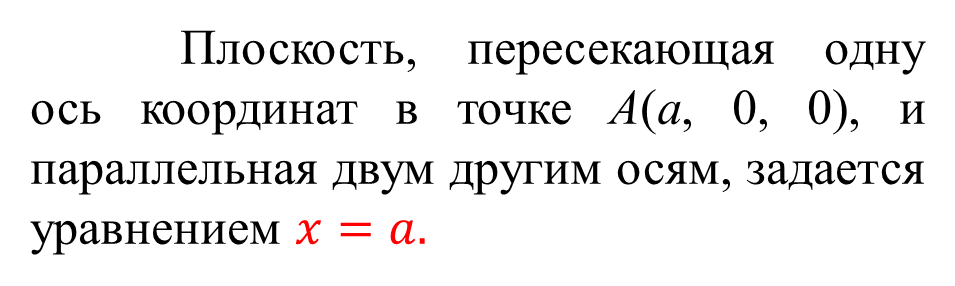 Плоскость, пересекающая одну
ось координат в точке A(a, 0, 0), и
параллельная двум другим осям, задается
уравнением x = a.